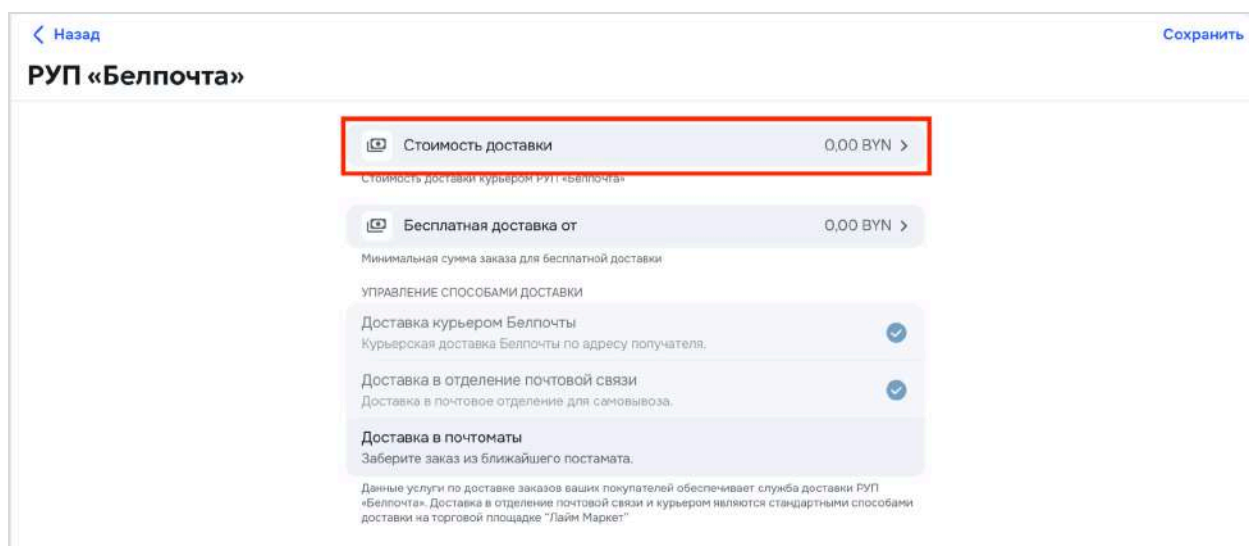 Назад
Сохранить
РУП «Белпочта»
Стоимость доставки 0,00 BYN
Стоимость доставки курьером РУП «Белпочта»
Бесплатная доставка от 0,00 BYN
Минимальная сумма заказа для бесплатной доставки
УПРАВЛЕНИЕ СПОСОБАМИ ДОСТАВКИ
Доставка курьером Белпочты
Курьерская доставка Белпочты по адресу получателя.
Доставка в отделение почтовой связи
Доставка в почтовое отделение для самовывоза.
Доставка в почтоматы
Заберите заказ из ближайшего постамата.
Данные услуги по доставке заказов ваших покупателей обеспечивает служба доставки РУП
«Белпочта». Доставка в отделение почтовой связи и курьером являются стандартными способами
доставки на торговой площадке "Лайм Маркет"